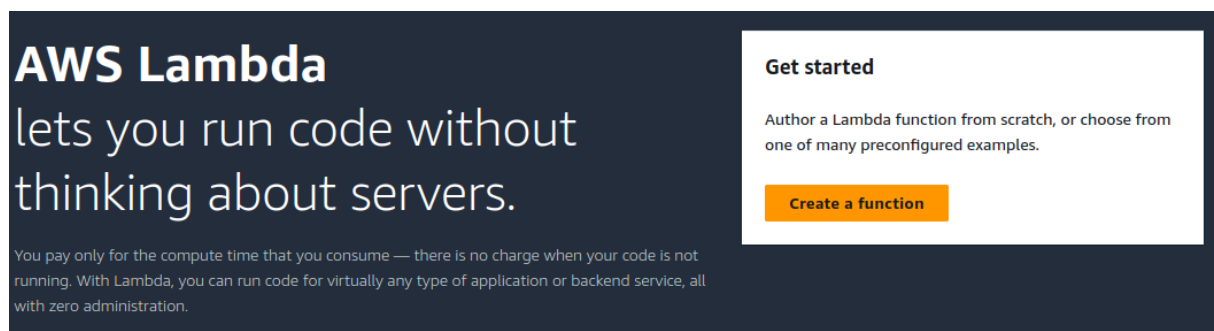 AWS Lambda
lets you run code without
thinking about servers.
You pay only for the compute time that you consume — there is no charge when your code is not
running. With Lambda, you can run code for virtually any type of application or backend service, all
with zero administration.
Get started
Author a Lambda function from scratch, or choose from
one of many preconfigured examples.
Create a function